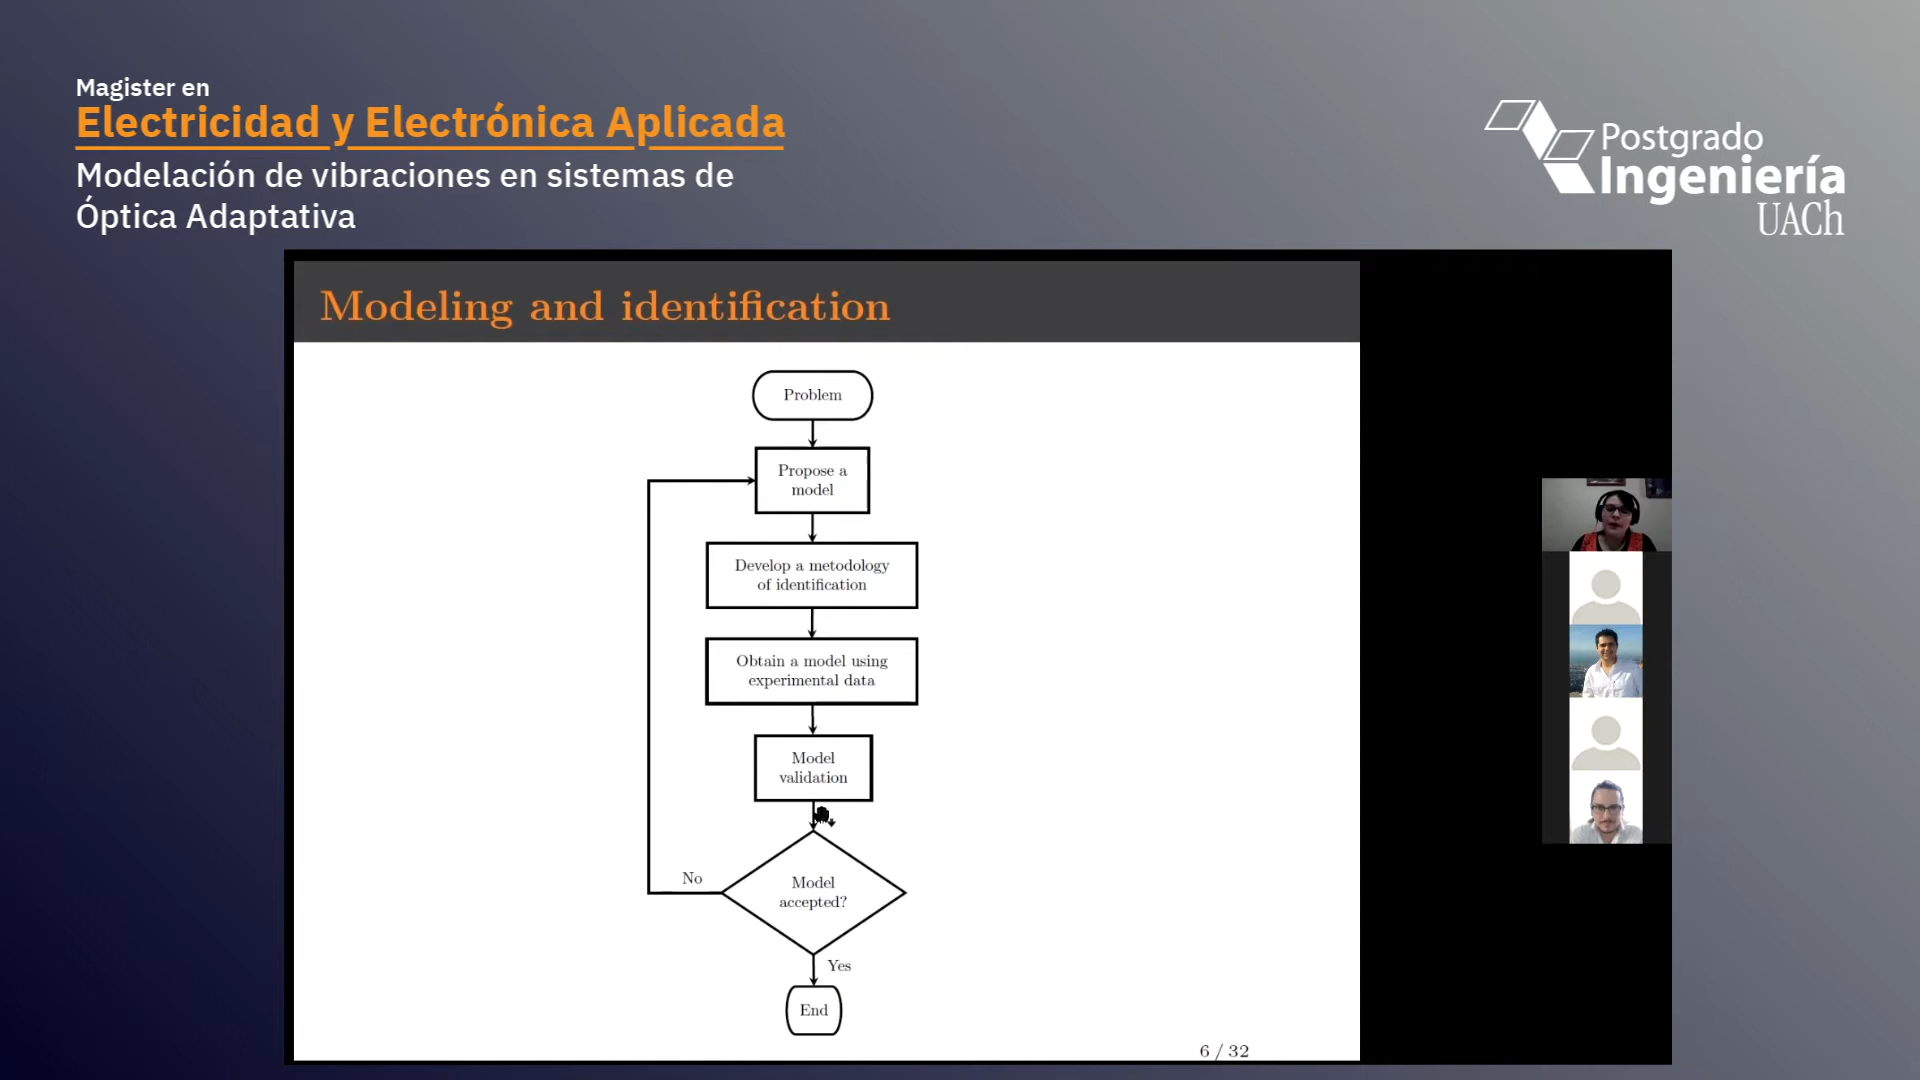 Magister en
Electricidad y Electrónica Aplicada
Modelación de vibraciones en sistemas de
Óptica Adaptativa
Postgrado
Ingeniería
UACh
Modeling and identification
Problem
Propose a
model
Develop a metodology
of identification
Obtain a model using
experimental data
Model
validation
Model
accepted?
No
Yes
End
6 / 32